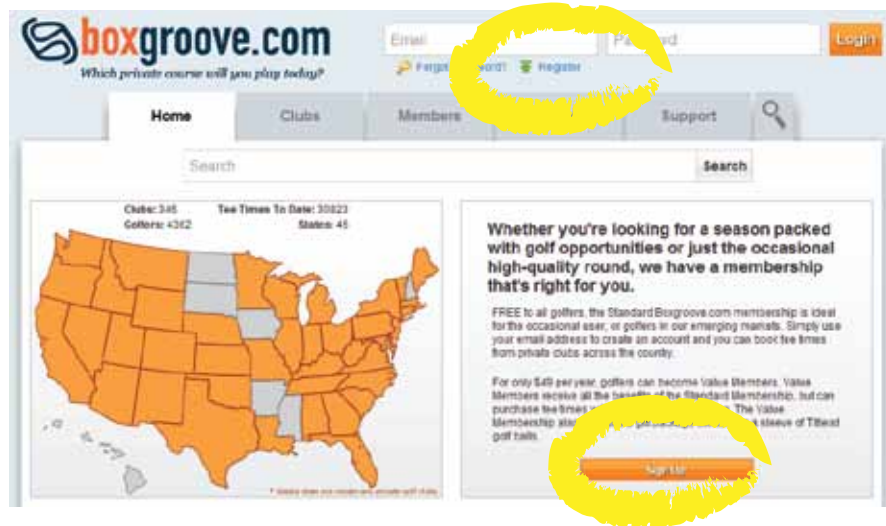 boxgroove.com
Which private course will you play today?
Email
Login
Register
Home Clubs Members Support
Search Search
Clubs: 345 Tee Times To Date: 30823
Golfers: 4362 States: 45
Whether you're looking for a season packed
with golf opportunities or just the occasional
high-quality round, we have a membership
that's right for you.
FREE to all golfers, the Standard Boxgroove.com membership is ideal
for the occasional user, or golfers in our emerging markets. Simply use
your email address to create an account and you can book tee times
from private clubs across the country.
For only $49 per year, golfers can become Value Members. Value
Members receive all the benefits of the Standard Membership, but can
purchase tee times
The Value
Membership
sleeve of Titleist
golf balls.
Sign Up